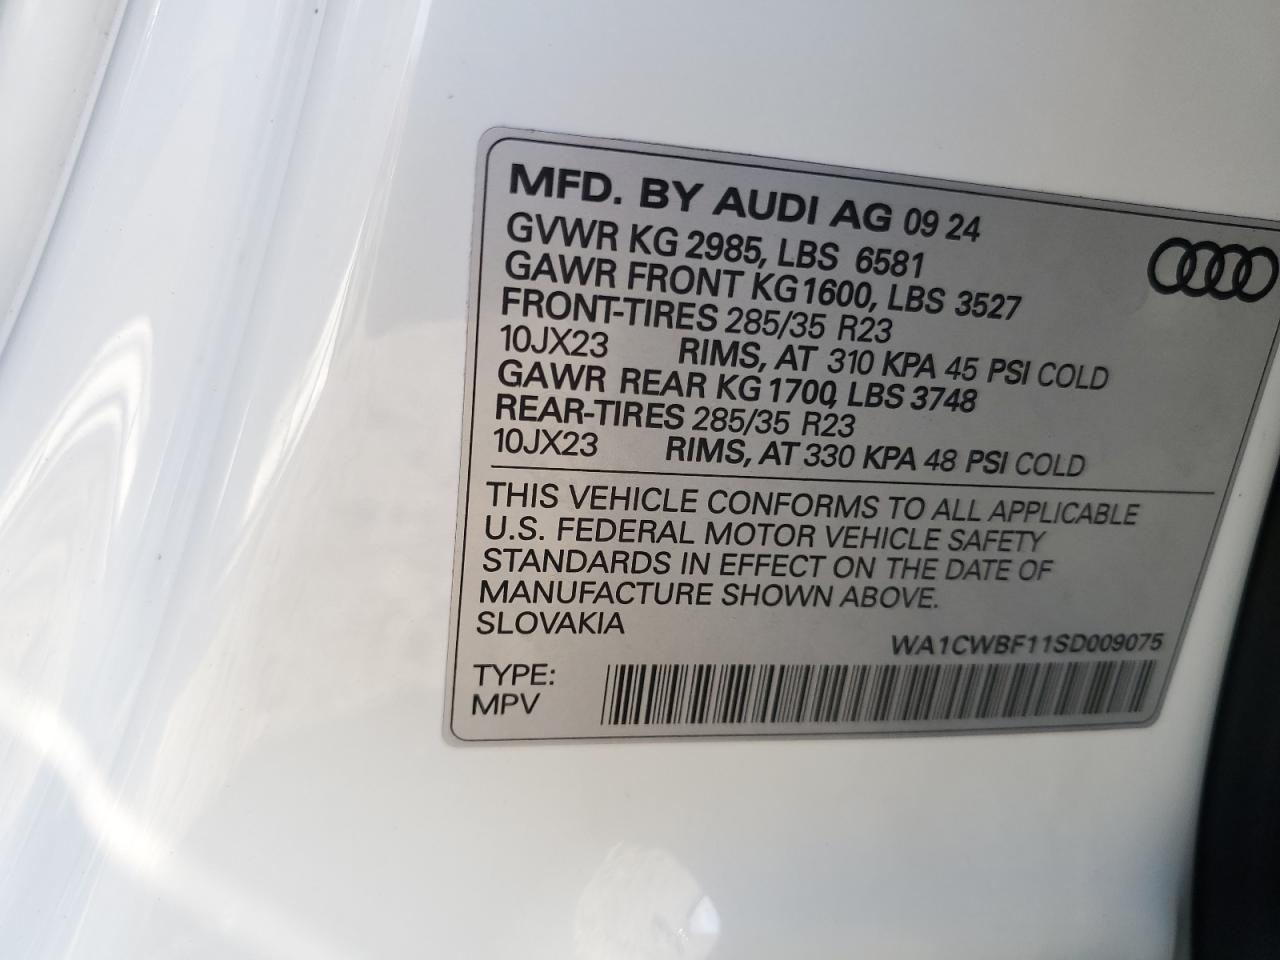 MFD. BY AUDI AG 09 24
GVWR KG 2985, LBS 6581
GAWR FRONT KG 1600, LBS 3527
FRONT-TIRES 285/35 R23
10JX23 RIMS, AT 310 KPA 45 PSI COLD
GAWR REAR KG 1700, LBS 3748
REAR-TIRES 285/35 R23
10JX23 RIMS, AT 330 KPA 48 PSI COLD
THIS VEHICLE CONFORMS TO ALL APPLICABLE
U.S. FEDERAL MOTOR VEHICLE SAFETY
STANDARDS IN EFFECT ON THE DATE OF
MANUFACTURE SHOWN ABOVE.
SLOVAKIA
WA1CWBF11SD009075
TYPE:
MPV